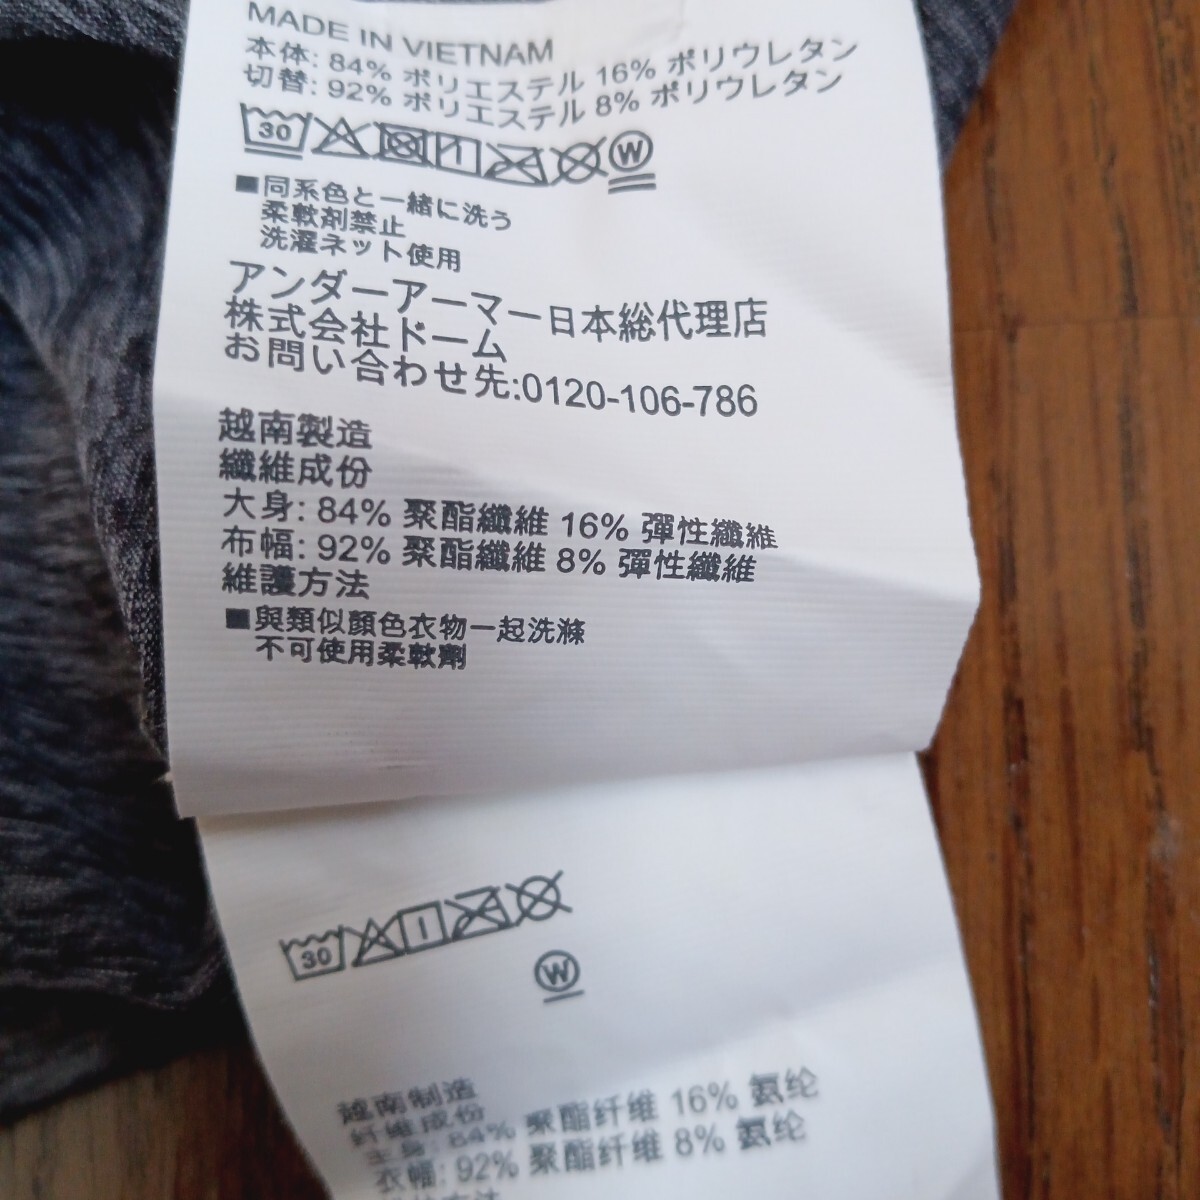 MADE IN VIETNAM
本体: 84% ポリエステル 16% ポリウレタン
切替: 92% ポリエステル 8% ポリウレタン
30 W
■同系色と一緒に洗う
柔軟剤禁止
洗濯ネット使用
アンダーアーマー日本総代理店
株式会社ドーム
お問い合わせ先:0120-106-786
越南製造
纖維成份
大身: 84% 聚酯纖維 16% 彈性纖維
布幅: 92% 聚酯纖維 8% 彈性纖維
維護方法
■與類似顏色衣物一起洗滌
不可使用柔軟劑
30
W
越南制造
纤维成份
主身: 84% 聚酯纤维 16% 氨纶
衣幅: 92% 聚酯纤维 8% 氨纶